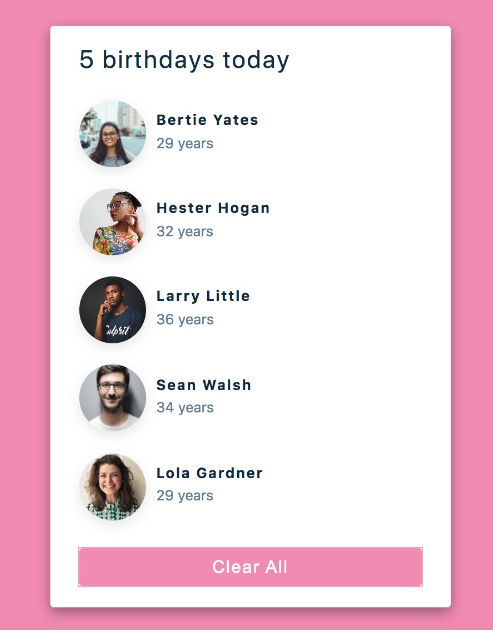 5 birthdays today
Bertie Yates
29 years
Hester Hogan
32 years
Larry Little
36 years
Sean Walsh
34 years
Lola Gardner
29 years
Clear All